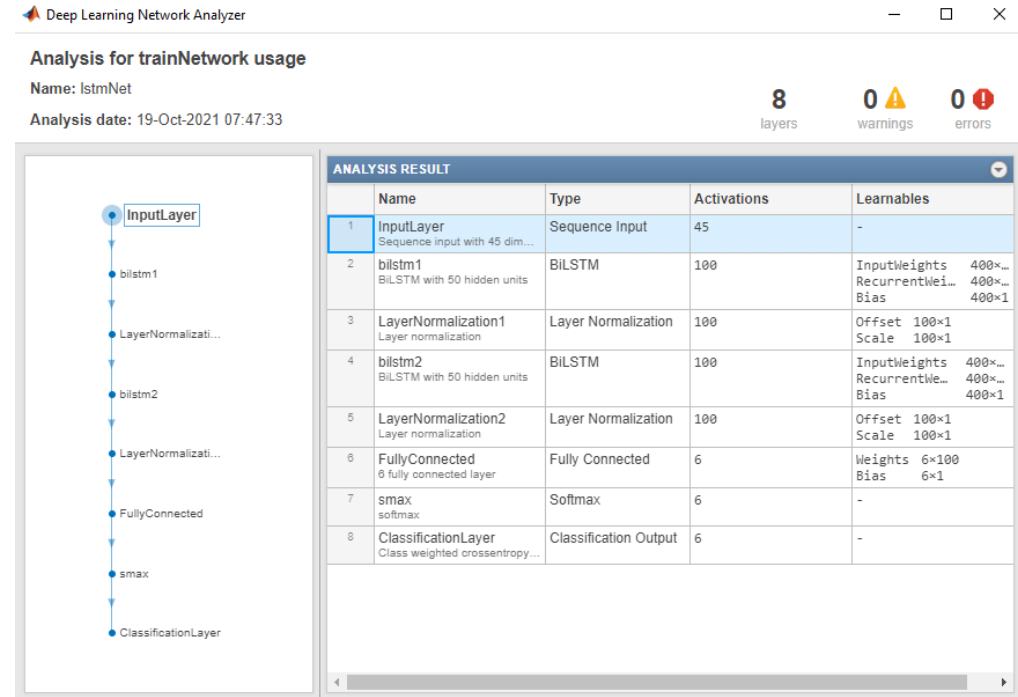 Deep Learning Network Analyzer
Analysis for trainNetwork usage
Name: lstmNet
Analysis date: 19-Oct-2021 07:47:33
8
layers
0
warnings
0
errors
InputLayer
bilstm1
LayerNormalizati...
bilstm2
LayerNormalizati...
FullyConnected
smax
ClassificationLayer
ANALYSIS RESULT
Name Type Activations Learnables
1 InputLayer Sequence Input 45 -
Sequence input with 45 dim...
2 bilstm1 BiLSTM 100 InputWeights 400×...
BiLSTM with 50 hidden units RecurrentWei... 400×...
Bias 400×1
3 LayerNormalization1 Layer Normalization 100 Offset 100×1
Layer normalization Scale 100×1
4 bilstm2 BiLSTM 100 InputWeights 400×...
BiLSTM with 50 hidden units RecurrentWe... 400×...
Bias 400×1
5 LayerNormalization2 Layer Normalization 100 Offset 100×1
Layer normalization Scale 100×1
6 FullyConnected Fully Connected 6 Weights 6×100
6 fully connected layer Bias 6×1
7 smax Softmax 6 -
softmax
8 ClassificationLayer Classification Output 6 -
Class weighted crossentropy...